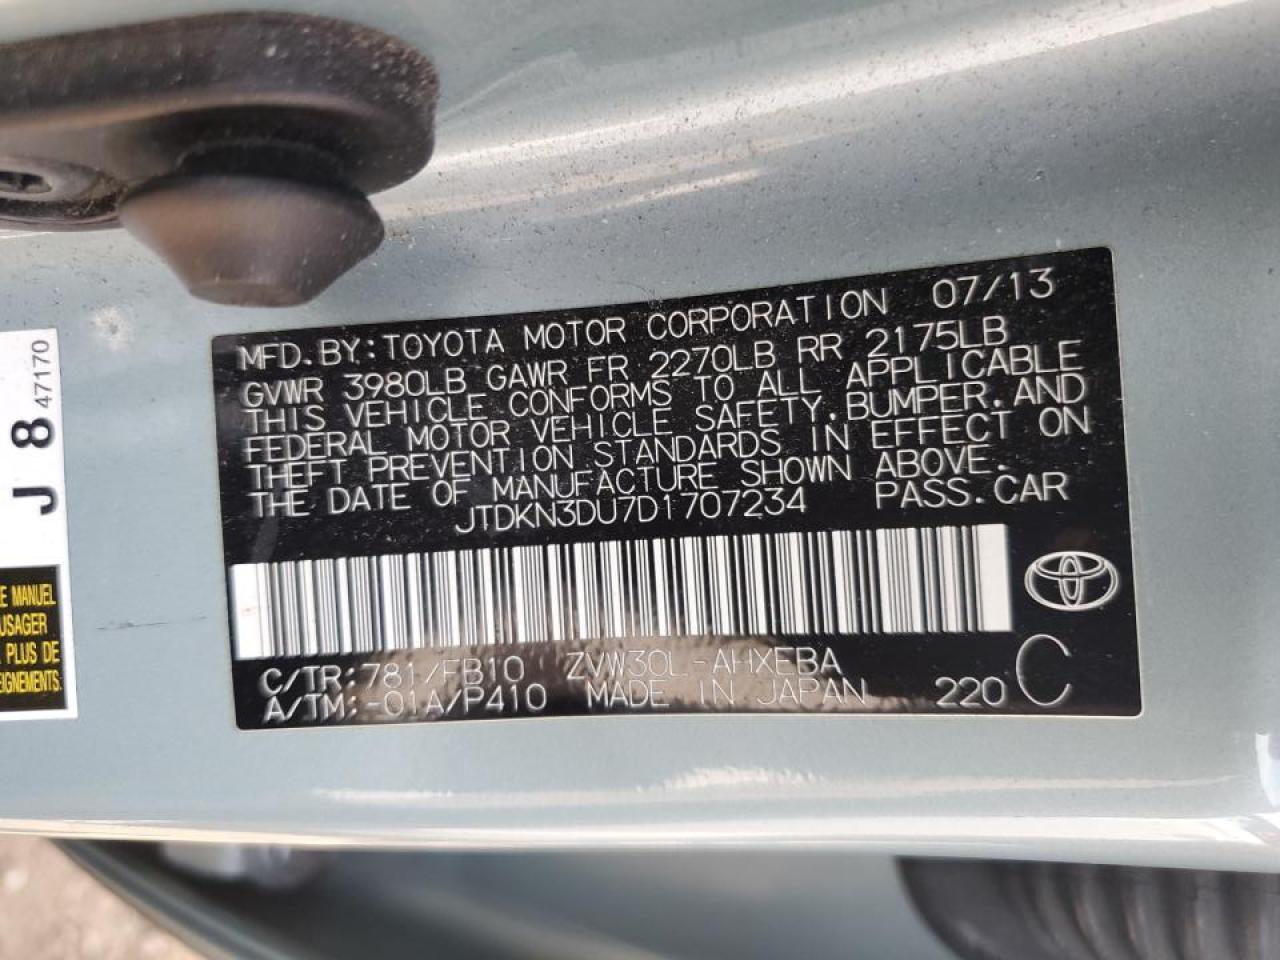 MFD.BY:TOYOTA MOTOR CORPORATION 07/13
GVWR 3980LB GAWR FR 2270LB RR 2175LB
THIS VEHICLE CONFORMS TO ALL APPLICABLE
FEDERAL MOTOR VEHICLE SAFETY,BUMPER,AND
THEFT PREVENTION STANDARDS IN EFFECT ON
THE DATE OF MANUFACTURE SHOWN ABOVE.
JTDKN3DU7D1707234 PASS.CAR
C/TR:781/FB10 ZVW30L-AHXEBA
A/TM:-01A/P410 MADE IN JAPAN 220 C
J 8 47170
E MANUEL
USAGER
PLUS DE
EIGNEMENTS.